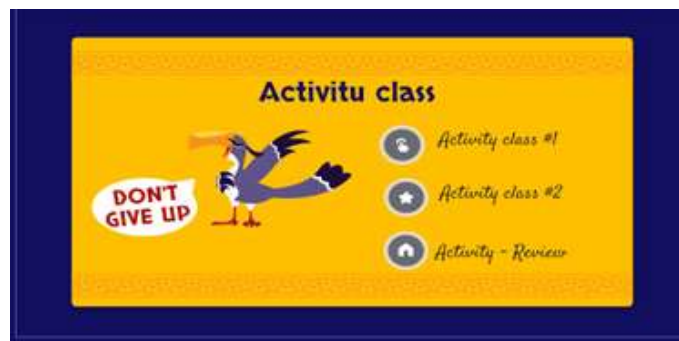 Activitu class
Activity class #1
DON'T
GIVE UP
Activity class #2
Activity - Review